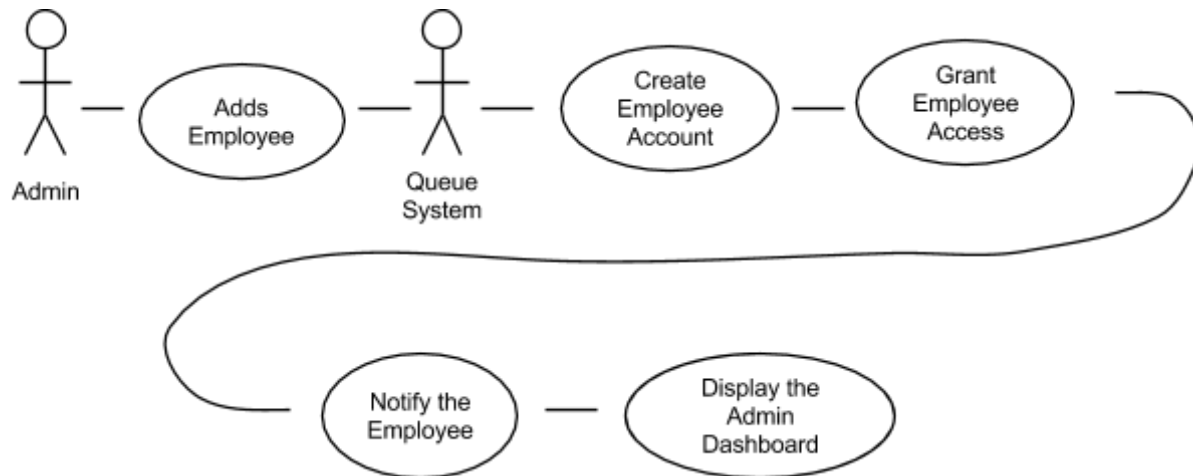 Admin
Adds
Employee
Queue
System
Create
Employee
Account
Grant
Employee
Access
Notify the
Employee
Display the
Admin
Dashboard